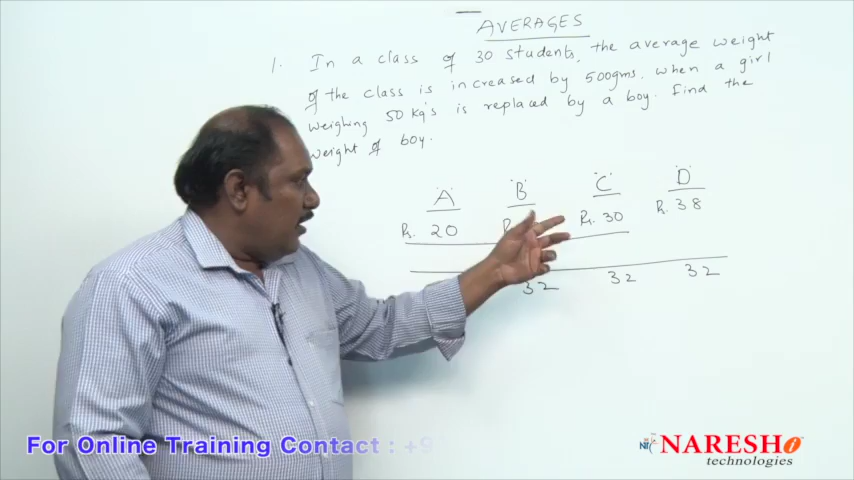 AVERAGES
1. In a class of 30 students, the average weight
of the class is increased by 500gms. when a girl
weighing 50 kg's is replaced by a boy. Find the
weight of boy.
A B C D
Rs. 20 Rs. 30 Rs. 38
32 32 32
For Online Training Contact : +9
NARESH i
technologies